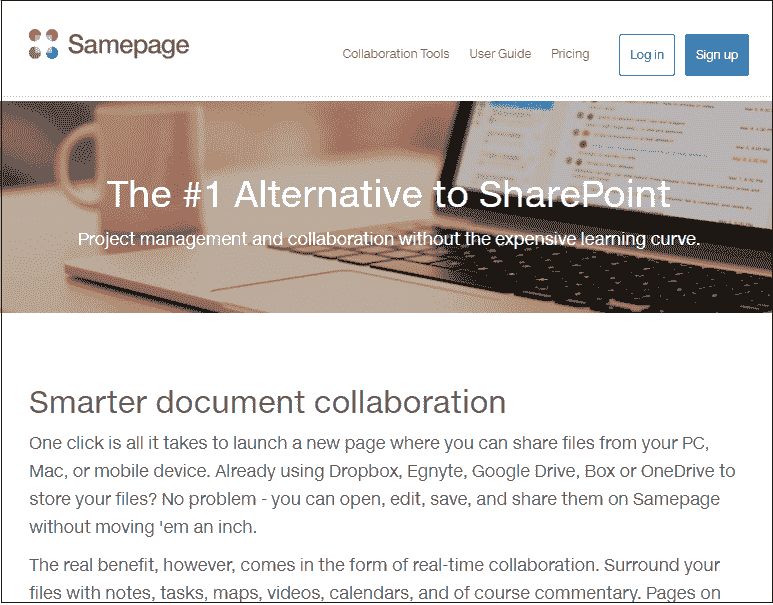 Samepage
Collaboration Tools User Guide Pricing Log in Sign up
The #1 Alternative to SharePoint
Project management and collaboration without the expensive learning curve.
Smarter document collaboration
One click is all it takes to launch a new page where you can share files from your PC,
Mac, or mobile device. Already using Dropbox, Egnyte, Google Drive, Box or OneDrive to
store your files? No problem - you can open, edit, save, and share them on Samepage
without moving 'em an inch.
The real benefit, however, comes in the form of real-time collaboration. Surround your
files with notes, tasks, maps, videos, calendars, and of course commentary. Pages on